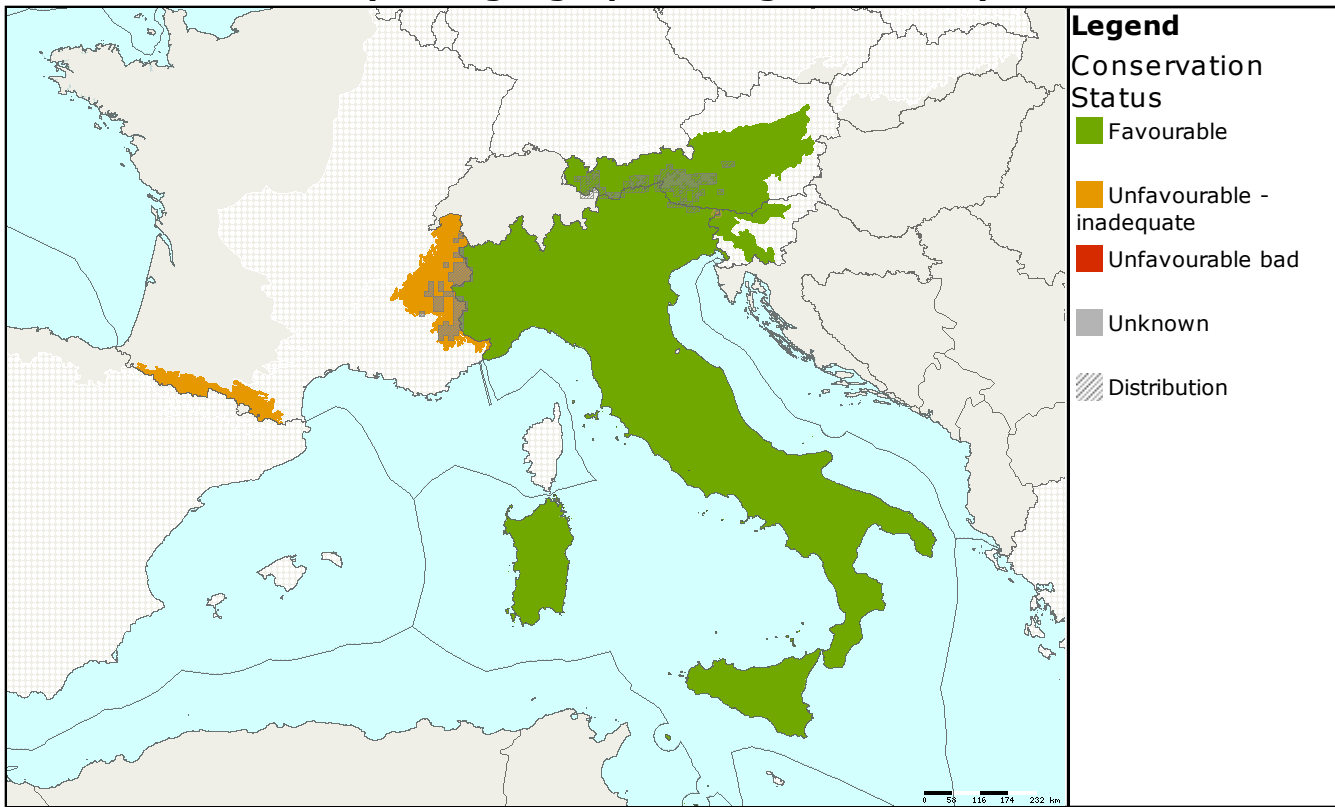 Legend
Conservation
Status
Favourable
Unfavourable -
inadequate
Unfavourable bad
Unknown
Distribution
0 58 116 174 232 km